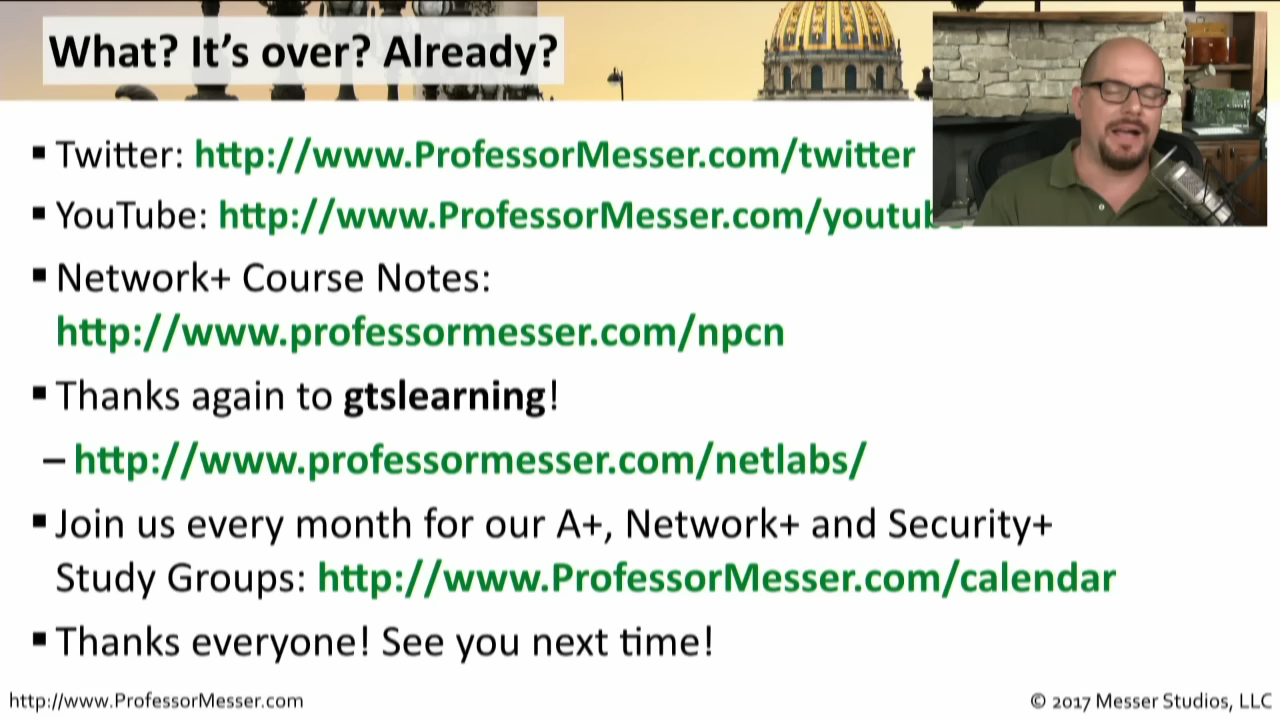 What? It's over? Already?
▪ Twitter: http://www.ProfessorMesser.com/twitter
▪ YouTube: http://www.ProfessorMesser.com/youtube
▪ Network+ Course Notes:
http://www.professormesser.com/npcn
▪ Thanks again to gtslearning!
– http://www.professormesser.com/netlabs/
▪ Join us every month for our A+, Network+ and Security+
Study Groups: http://www.ProfessorMesser.com/calendar
▪ Thanks everyone! See you next time!
http://www.ProfessorMesser.com
© 2017 Messer Studios, LLC